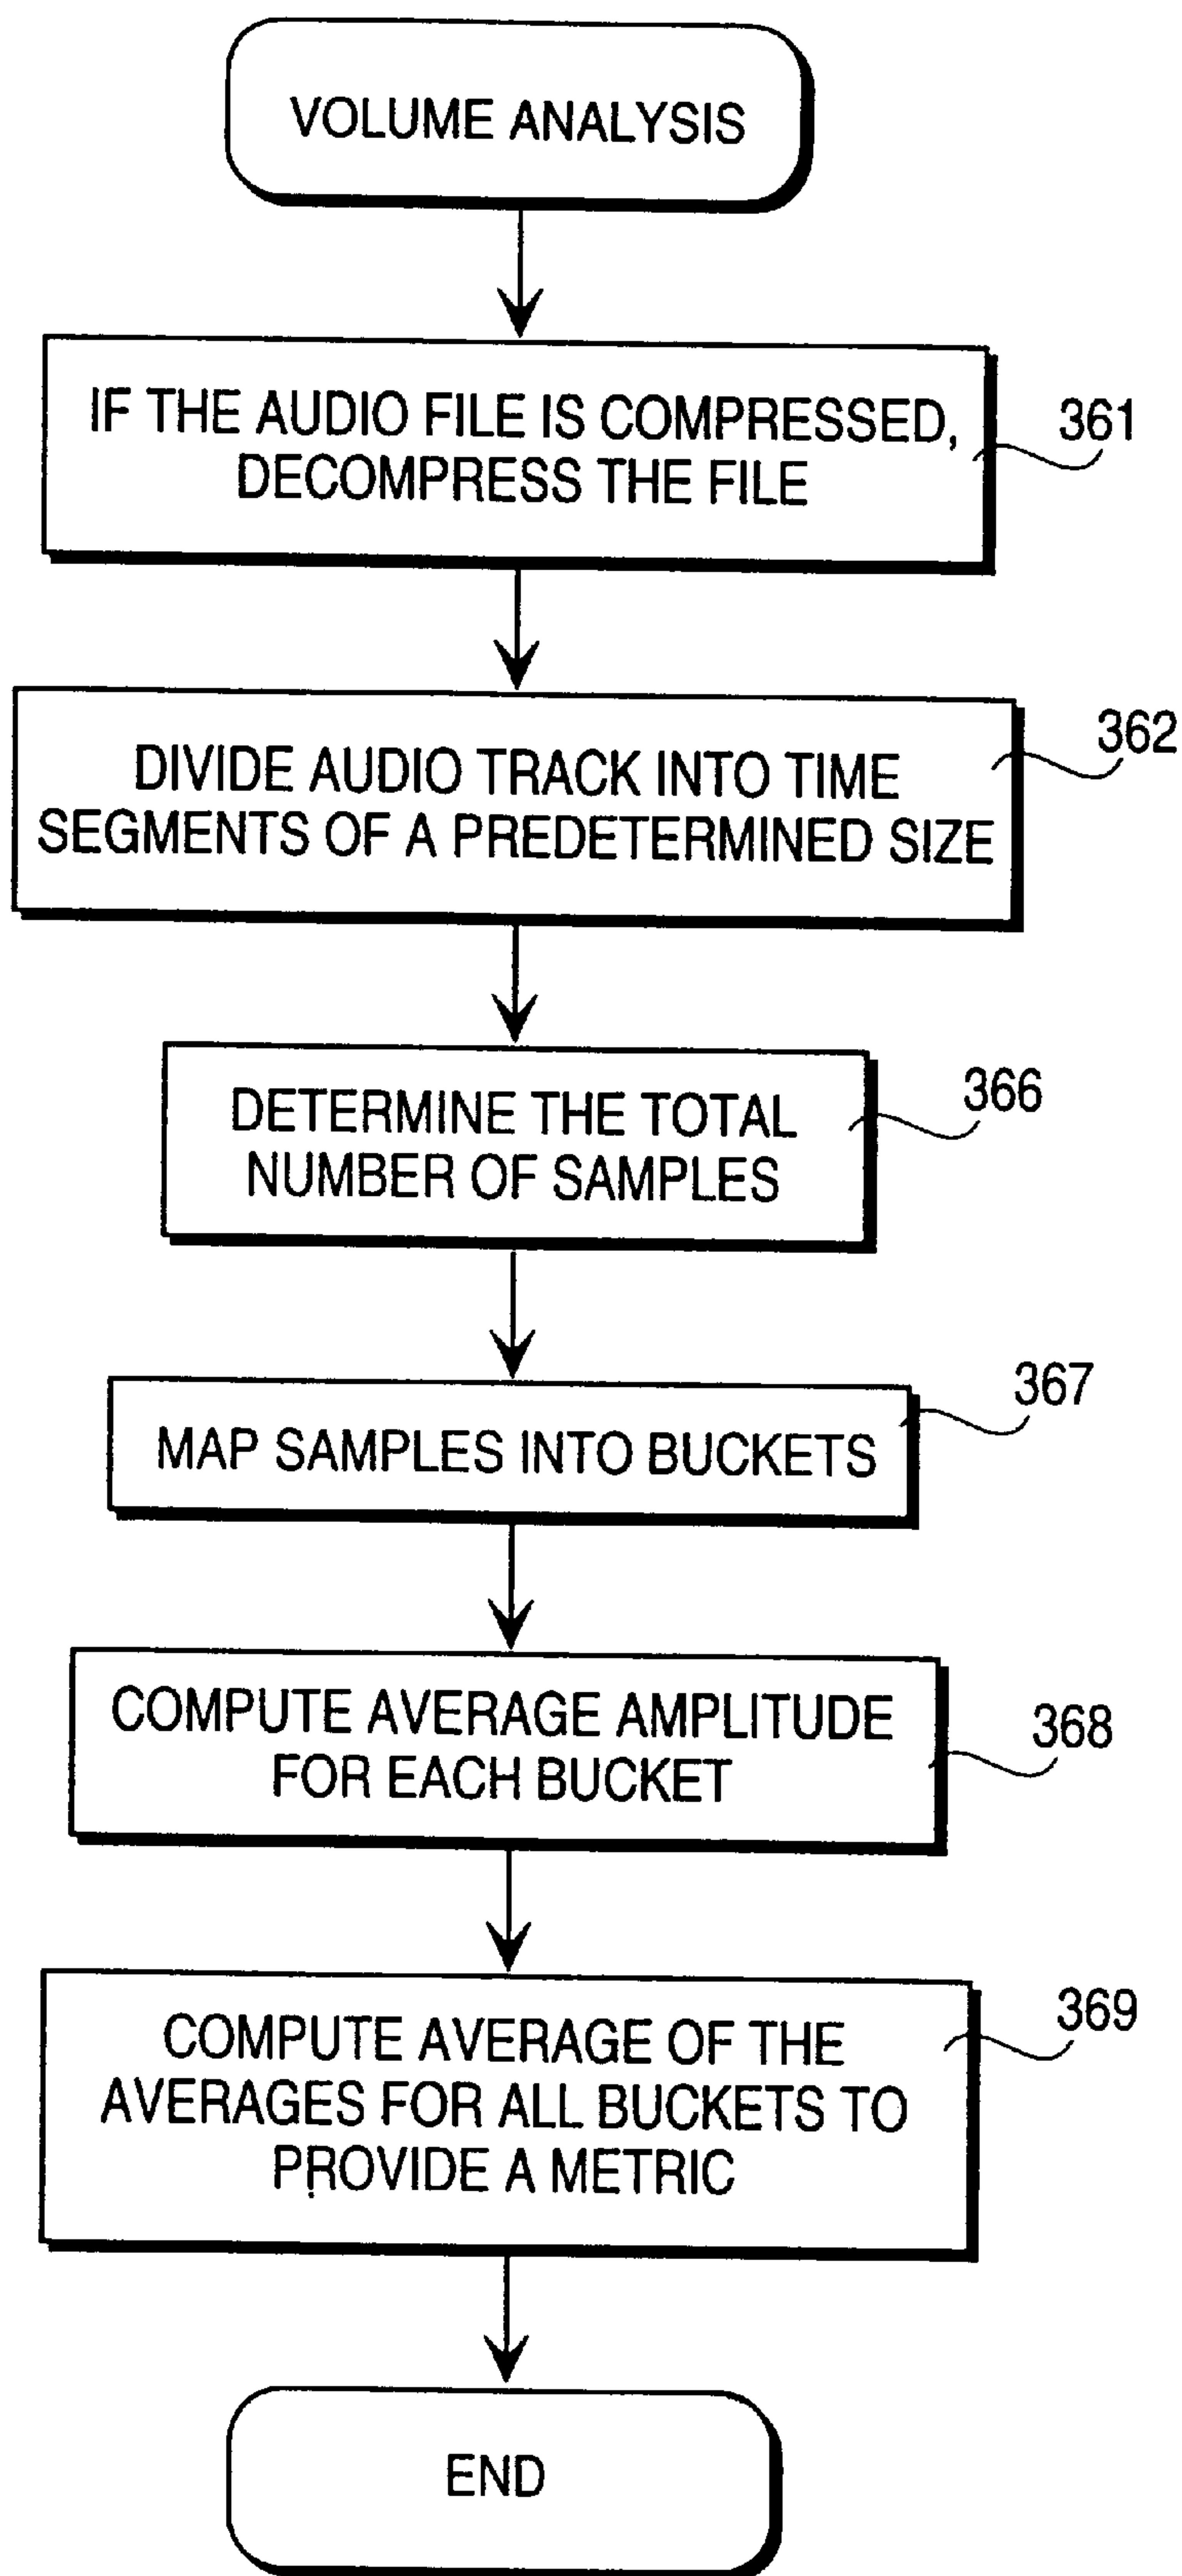 VOLUME ANALYSIS
IF THE AUDIO FILE IS COMPRESSED,
DECOMPRESS THE FILE
361
DIVIDE AUDIO TRACK INTO TIME
SEGMENTS OF A PREDETERMINED SIZE
362
DETERMINE THE TOTAL
NUMBER OF SAMPLES
366
MAP SAMPLES INTO BUCKETS
367
COMPUTE AVERAGE AMPLITUDE
FOR EACH BUCKET
368
COMPUTE AVERAGE OF THE
AVERAGES FOR ALL BUCKETS TO
PROVIDE A METRIC
369
END